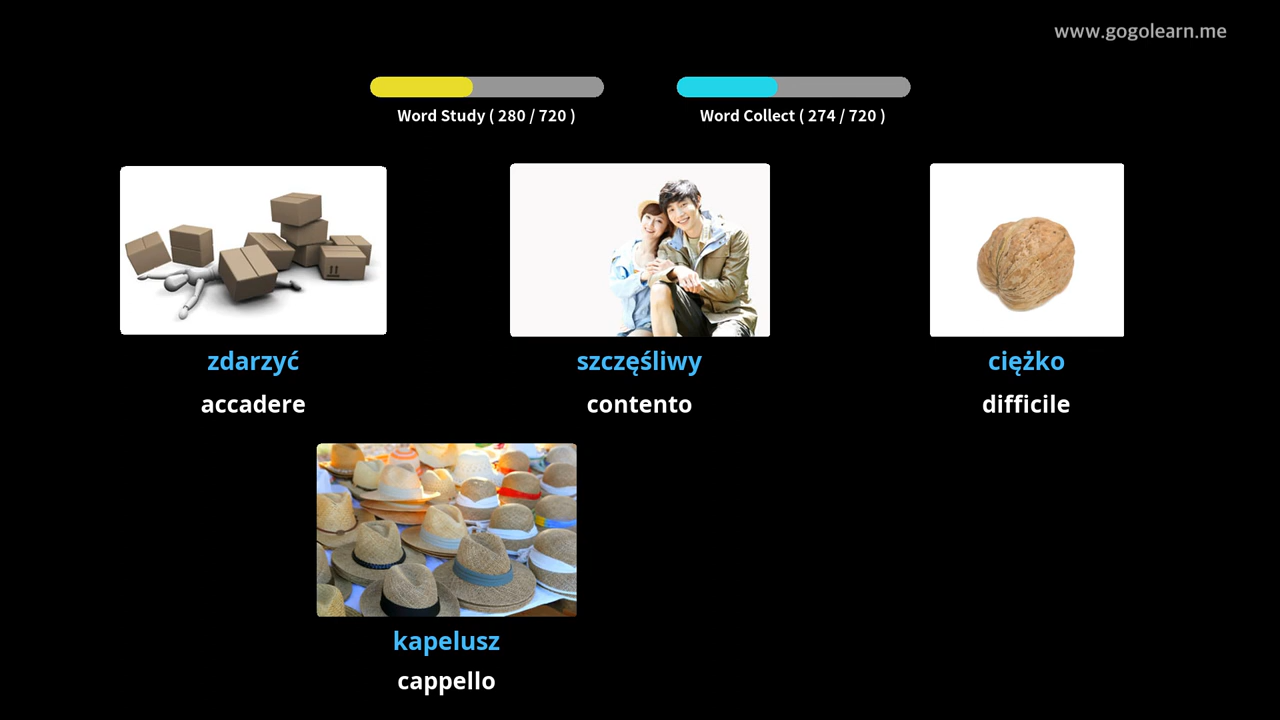 www.gogolearn.me
Word Study ( 280 / 720 )
Word Collect ( 274 / 720 )
zdarzyć
accadere
szczęśliwy
contento
ciężko
difficile
kapelusz
cappello